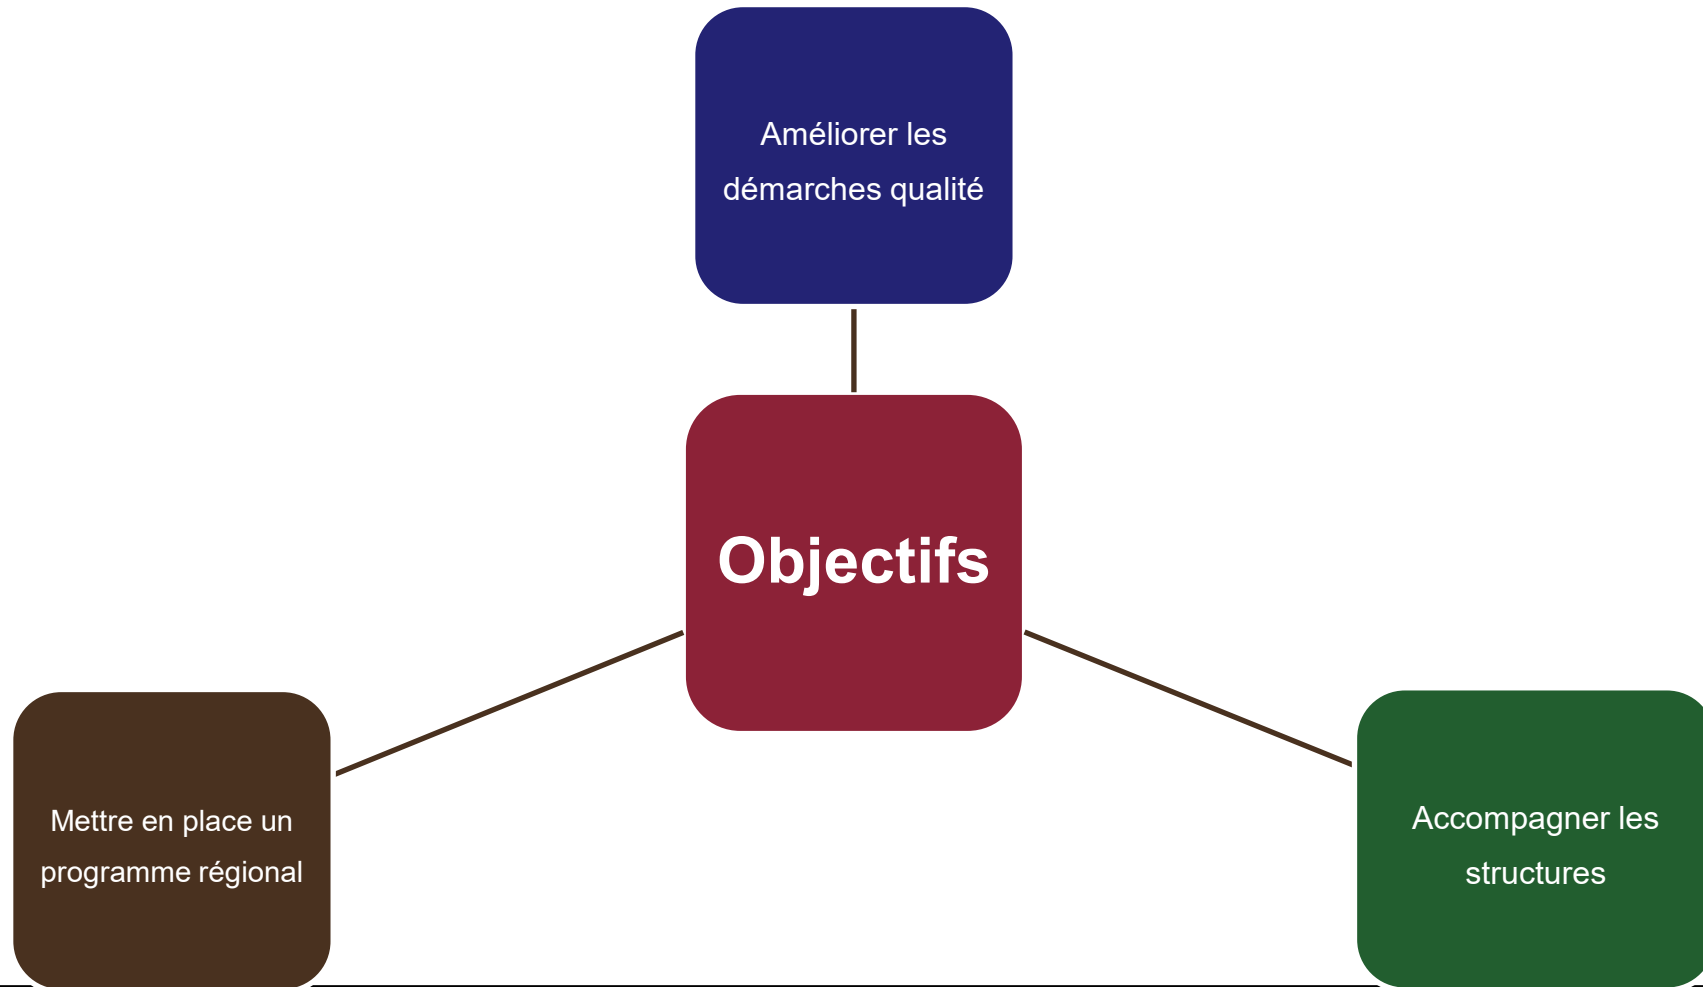 Améliorer les
démarches qualité
Objectifs
Mettre en place un
programme régional
Accompagner les
structures